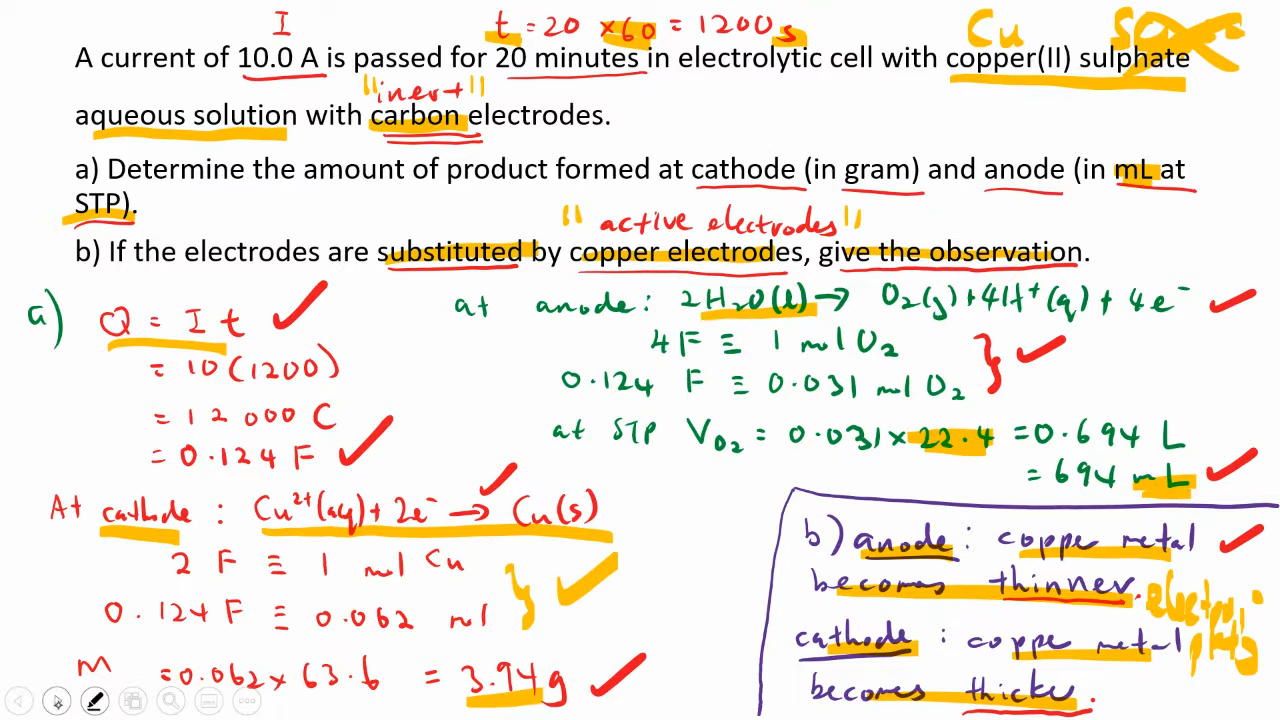 I t = 20 × 60 = 1200 s Cu
A current of 10.0 A is passed for 20 minutes in electrolytic cell with copper(II) sulphate
"inert"
aqueous solution with carbon electrodes.
a) Determine the amount of product formed at cathode (in gram) and anode (in mL at
STP).
"active electrodes"
b) If the electrodes are substituted by copper electrodes, give the observation.
a)
Q = I t
= 10 (1200)
= 12 000 C
= 0.124 F
At cathode : Cu²⁺(aq) + 2e⁻ → Cu(s)
2 F ≡ 1 mol Cu
0.124 F ≡ 0.062 mol
m = 0.062 × 63.6 = 3.94 g
at anode : 2H₂O(l) → O₂(g) + 4H⁺(q) + 4e⁻
4 F ≡ 1 mol O₂
0.124 F ≡ 0.031 mol O₂
at STP V O₂ = 0.031 × 22.4 = 0.694 L
= 694 mL
b) anode : coppe metal
becomes thinner.
cathode : coppe metal
becomes thicke.